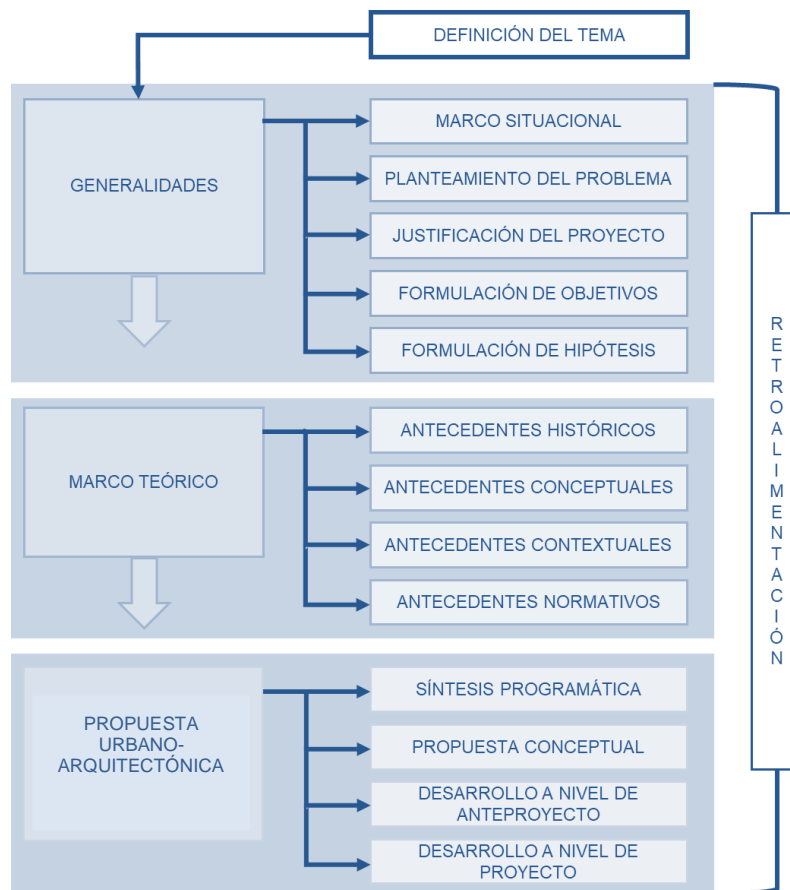 DEFINICIÓN DEL TEMA
GENERALIDADES
MARCO SITUACIONAL
PLANTEAMIENTO DEL PROBLEMA
JUSTIFICACIÓN DEL PROYECTO
FORMULACIÓN DE OBJETIVOS
FORMULACIÓN DE HIPÓTESIS
MARCO TEÓRICO
ANTECEDENTES HISTÓRICOS
ANTECEDENTES CONCEPTUALES
ANTECEDENTES CONTEXTUALES
ANTECEDENTES NORMATIVOS
PROPUESTA
URBANO-
ARQUITECTÓNICA
SÍNTESIS PROGRAMÁTICA
PROPUESTA CONCEPTUAL
DESARROLLO A NIVEL DE
ANTEPROYECTO
DESARROLLO A NIVEL DE
PROYECTO
RETROALIMENTACIÓN